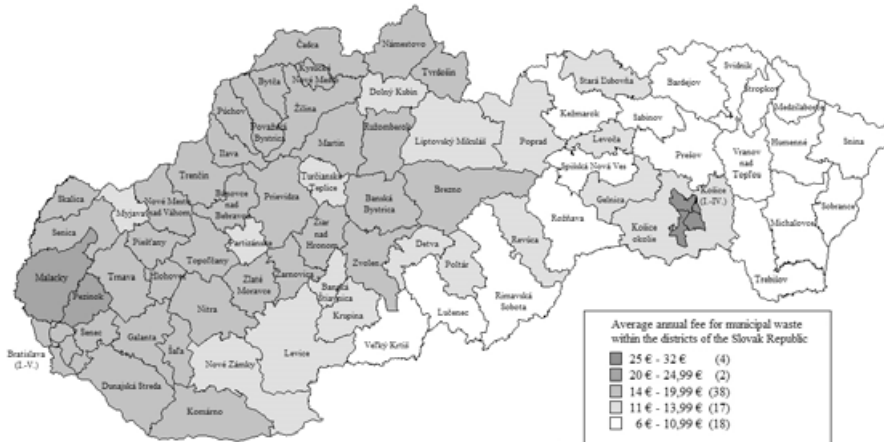 Čadca
Námestovo
Kysucké
Nové Mesto
Tvrdošín
Bytča
Dolný Kubín
Stará Ľubovňa
Bardejov
Svidník
Stropkov
Medzilaborce
Púchov
Považská
Bystrica
Žilina
Martin
Ružomberok
Liptovský Mikuláš
Poprad
Kežmarok
Sabinov
Levoča
Prešov
Humenné
Snina
Vranov
nad
Topľou
Ilava
Trenčín
Turčianske
Teplice
Spišská Nová Ves
Bánovce
nad
Bebravou
Prievidza
Banská
Bystrica
Brezno
Gelnica
Košice
(I.-IV.)
Skalica
Myjava
Nové Mesto
nad Váhom
Rožňava
Košice
okolie
Michalovce
Sobrance
Senica
Piešťany
Partizánske
Žiar
nad
Hronom
Topoľčany
Detva
Revúca
Zvolen
Poltár
Malacky
Trnava
Hlohovec
Zlaté
Moravce
Žarnovica
Banská
Štiavnica
Rimavská
Sobota
Trebišov
Pezinok
Nitra
Krupina
Lučenec
Senec
Galanta
Šaľa
Levice
Veľký Krtíš
Bratislava
(I.-V.)
Nové Zámky
Dunajská Streda
Komárno
Average annual fee for municipal waste
within the districts of the Slovak Republic
25 € - 32 € (4)
20 € - 24,99 € (2)
14 € - 19,99 € (38)
11 € - 13,99 € (17)
6 € - 10,99 € (18)